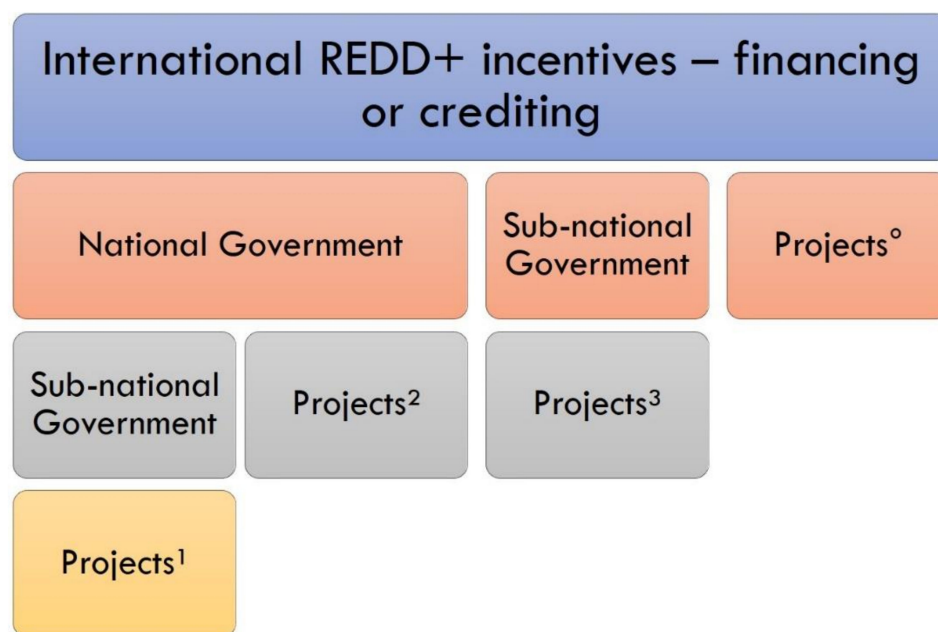 International REDD+ incentives – financing
or crediting
National Government
Sub-national
Government
Projects°
Sub-national
Government
Projects²
Projects³
Projects¹